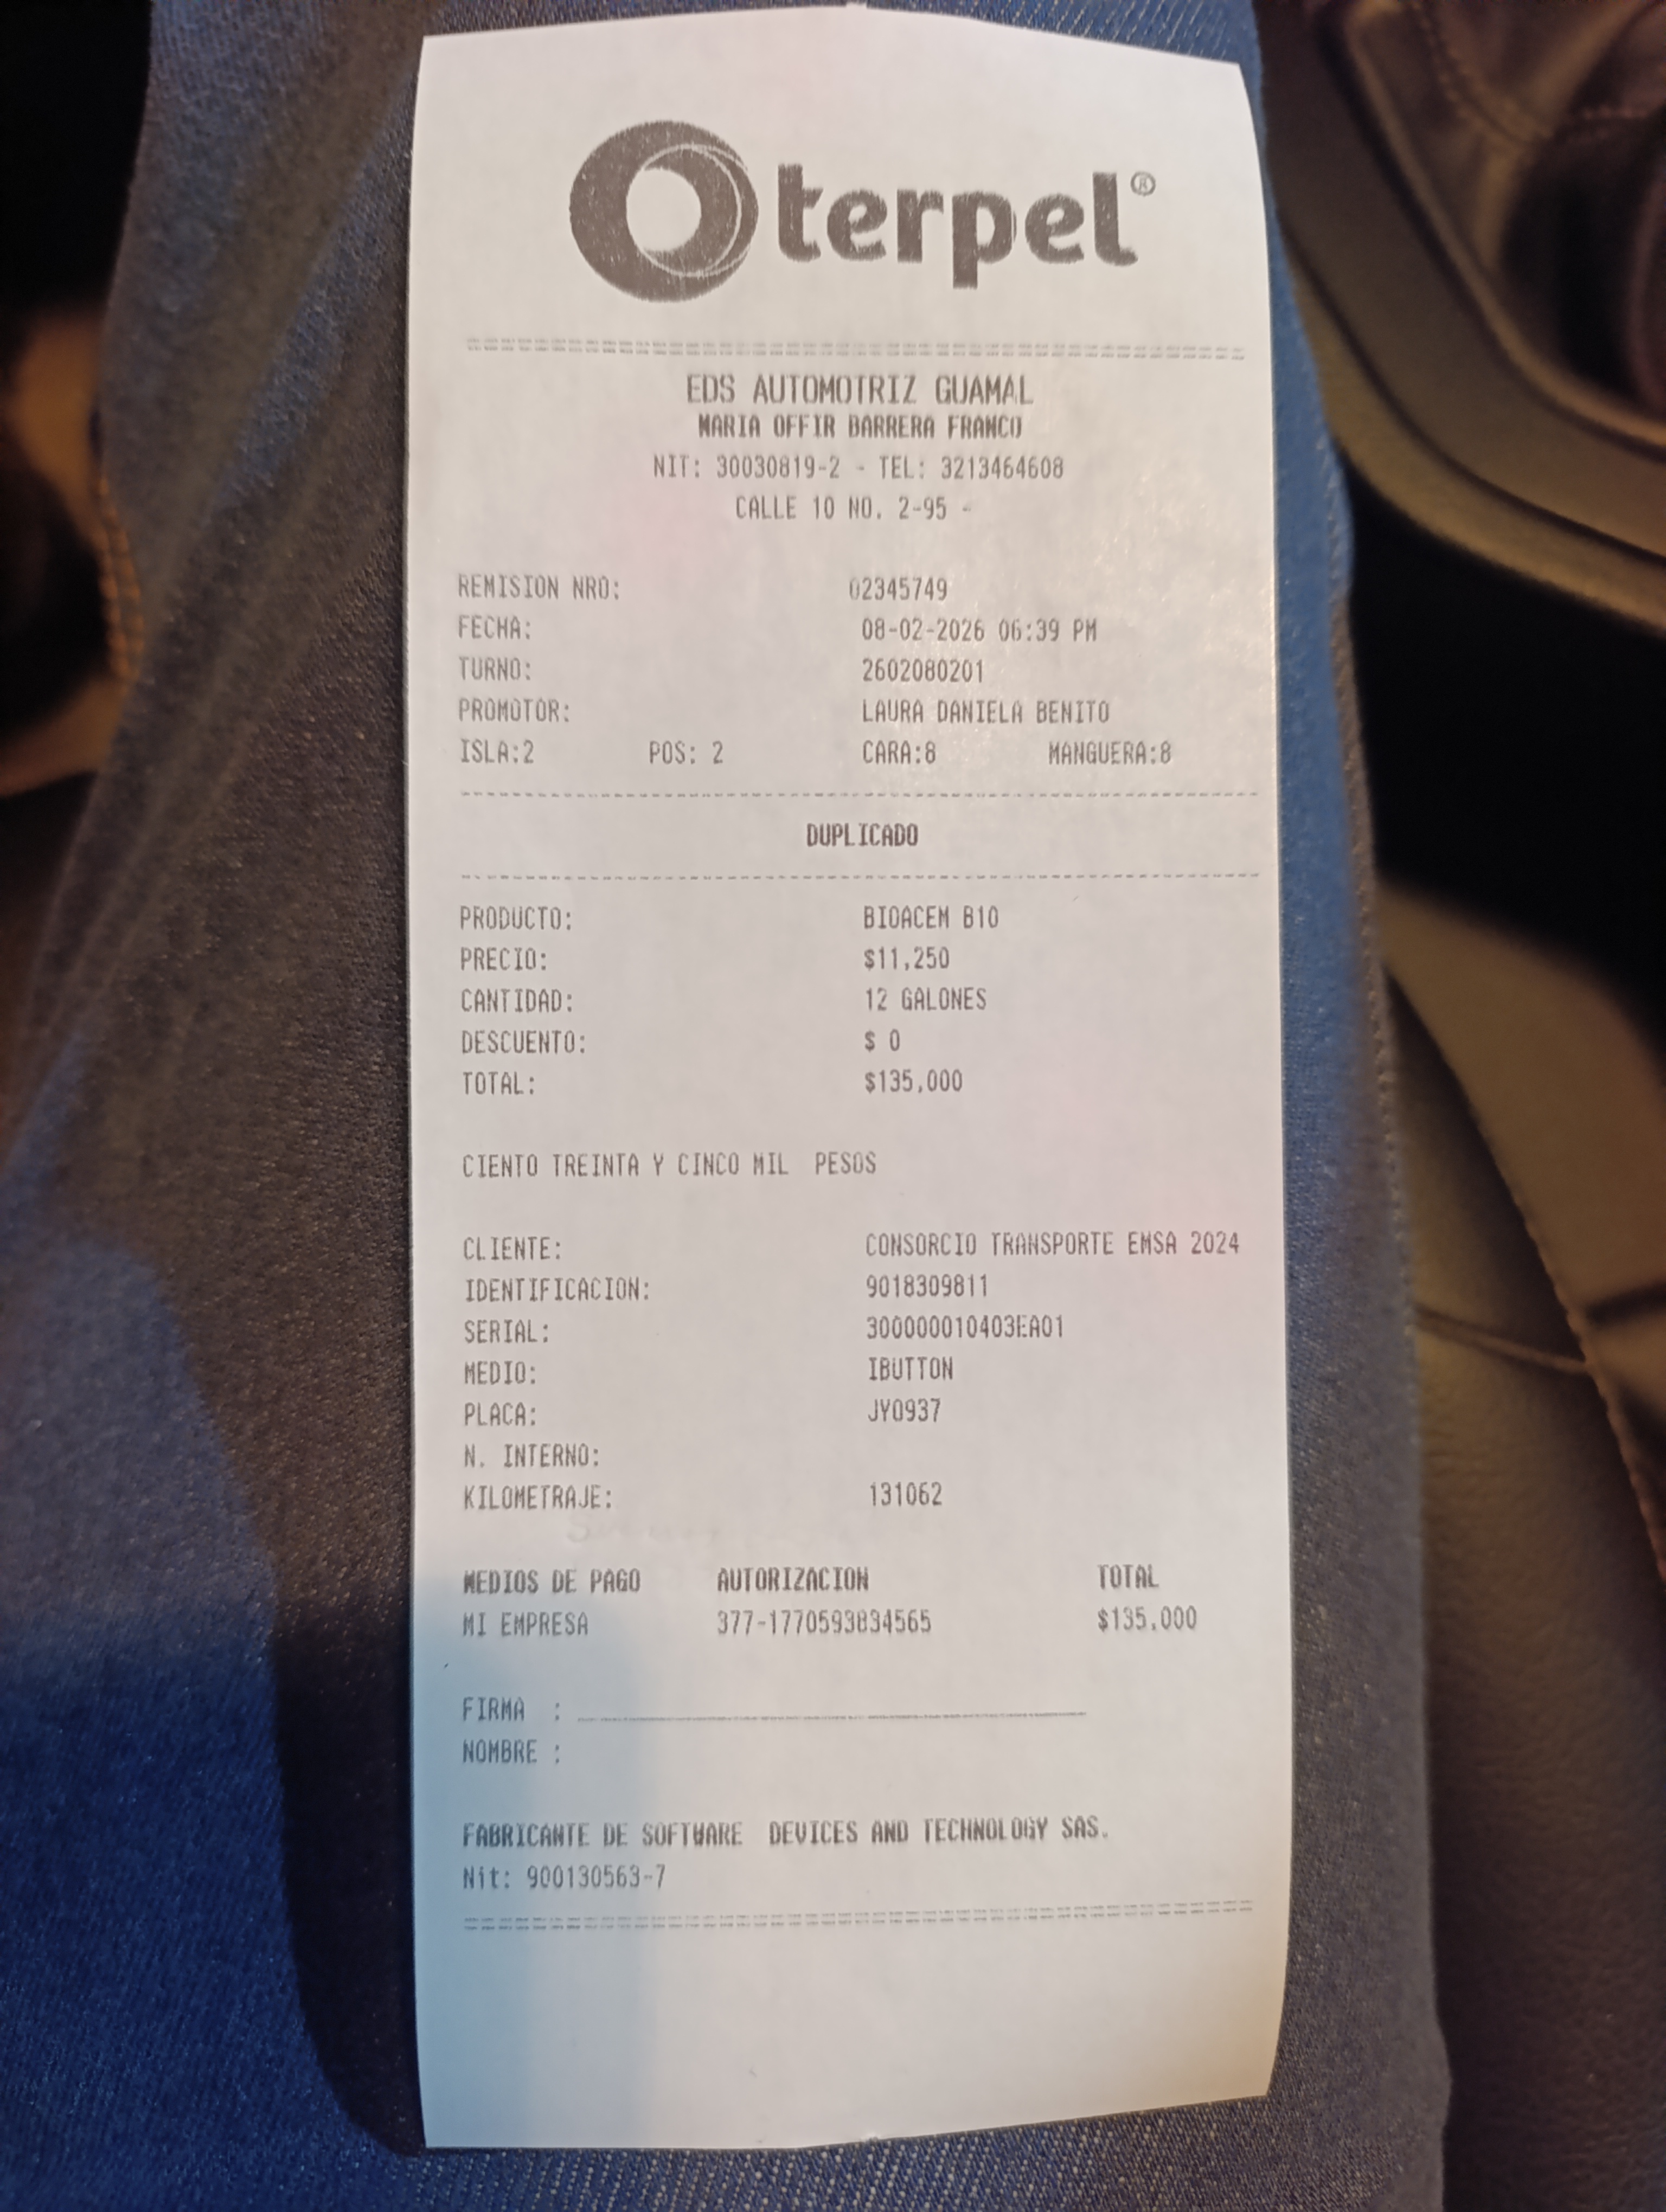 terpel®
EDS AUTOMOTRIZ GUAMAL
MARIA OFFIR BARRERA FRANCO
NIT: 30030819-2 - TEL: 3213464608
CALLE 10 NO. 2-95 -
REMISION NRO: 02345749
FECHA: 08-02-2026 06:39 PM
TURNO: 2602080201
PROMOTOR: LAURA DANIELA BENITO
ISLA:2 POS: 2 CARA:8 MANGUERA:8
DUPLICADO
PRODUCTO: BIOACEM B10
PRECIO: $11,250
CANTIDAD: 12 GALONES
DESCUENTO: $ 0
TOTAL: $135,000
CIENTO TREINTA Y CINCO MIL PESOS
CLIENTE: CONSORCIO TRANSPORTE EMSA 2024
IDENTIFICACION: 9018309811
SERIAL: 300000010403EA01
MEDIO: IBUTTON
PLACA: JYO937
N. INTERNO:
KILOMETRAJE: 131062
MEDIOS DE PAGO AUTORIZACION TOTAL
MI EMPRESA 377-1770593834565 $135,000
FIRMA :
NOMBRE :
FABRICANTE DE SOFTWARE DEVICES AND TECHNOLOGY SAS.
Nit: 900130563-7